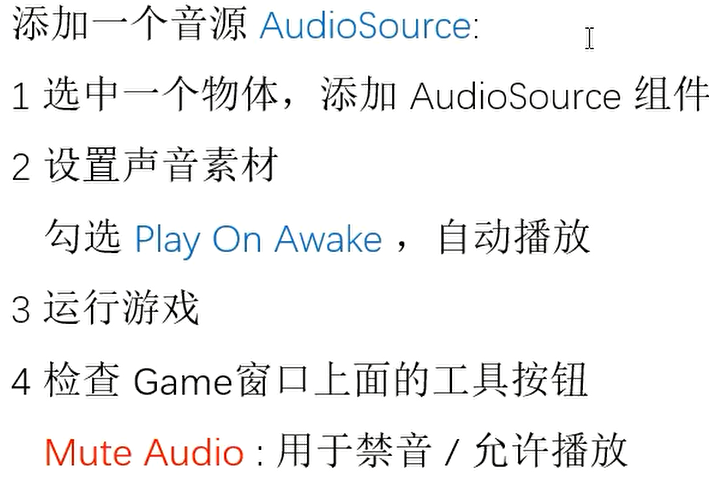 添加一个音源 AudioSource:
1 选中一个物体，添加 AudioSource 组件
2 设置声音素材
勾选 Play On Awake ，自动播放
3 运行游戏
4 检查 Game窗口上面的工具按钮
Mute Audio : 用于禁音 / 允许播放